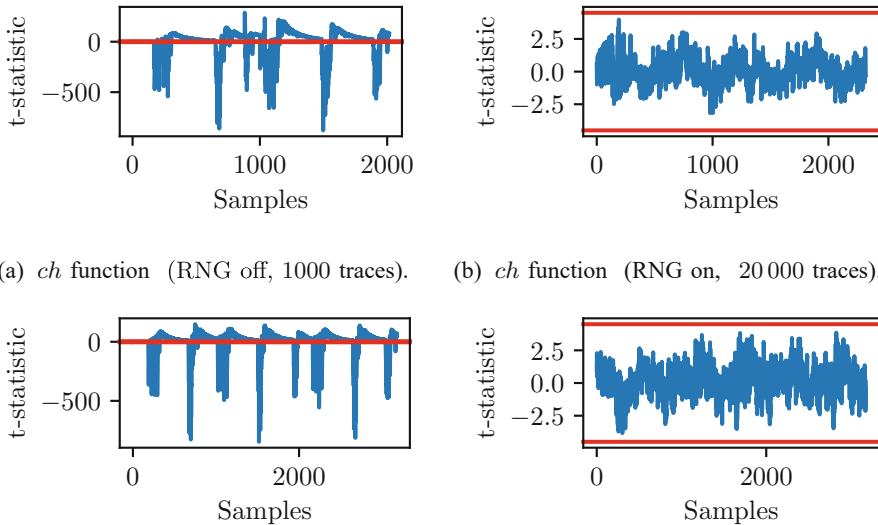 t-statistic
0
−500
0
1000
2000
Samples
t-statistic
2.5
0.0
−2.5
0
1000
2000
Samples
a) ch function (RNG off, 1000 traces).
(b) ch function (RNG on, 20 000 traces)
t-statistic
0
−500
0
2000
Samples
t-statistic
2.5
0.0
−2.5
0
2000
Samples